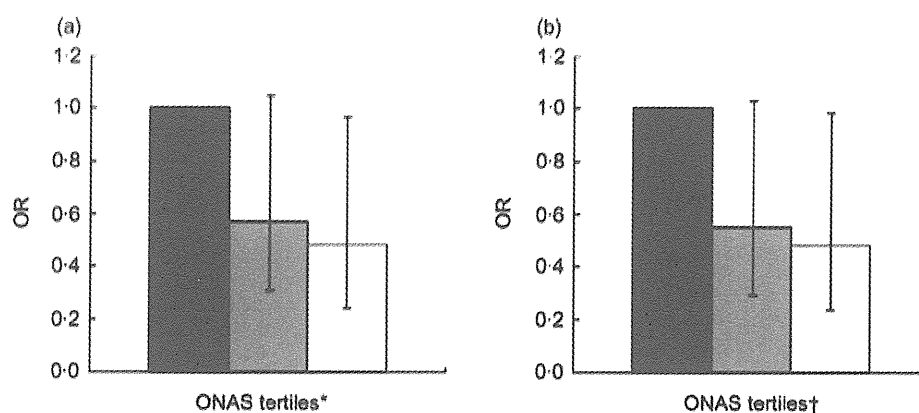 (a)
1·2
1·0
0·8
0·6
0·4
0·2
0·0
OR
ONAS tertiles*
(b)
1·2
1·0
0·8
0·6
0·4
0·2
0·0
OR
ONAS tertiles†